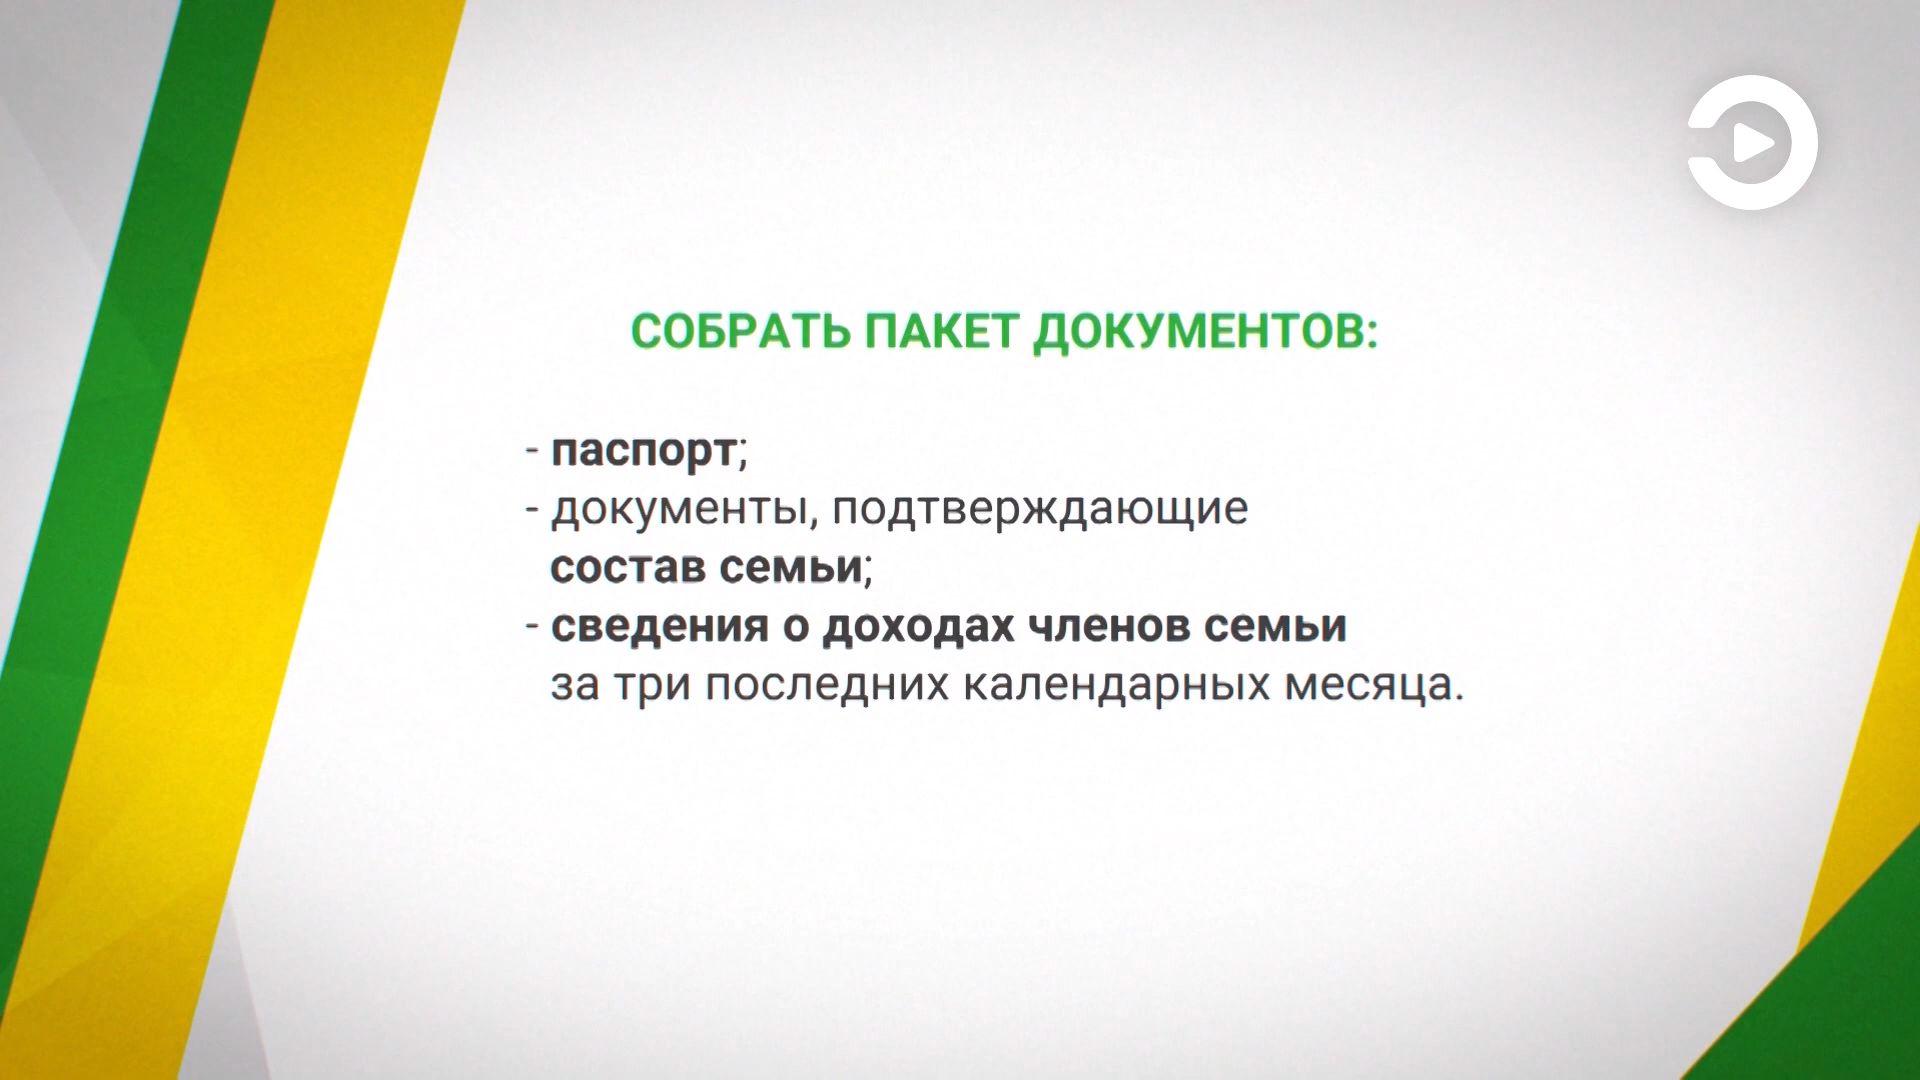 СОБРАТЬ ПАКЕТ ДОКУМЕНТОВ:
- паспорт;
- документы, подтверждающие
состав семьи;
- сведения о доходах членов семьи
за три последних календарных месяца.